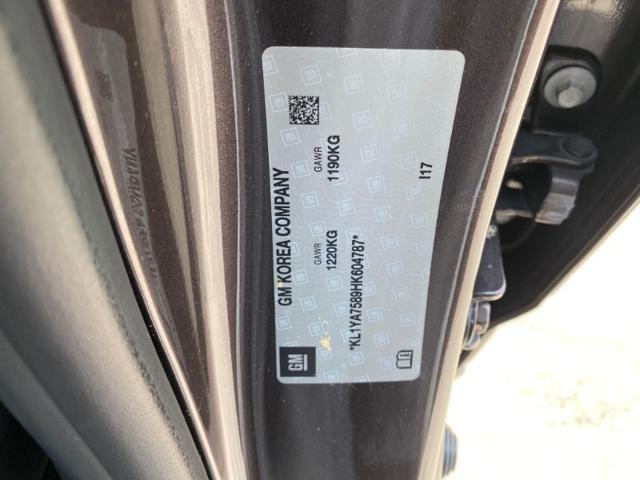 GM
GM KOREA COMPANY
GAWR
1220KG
GAWR
1190KG
*KL1YA7589HK604787*
I17